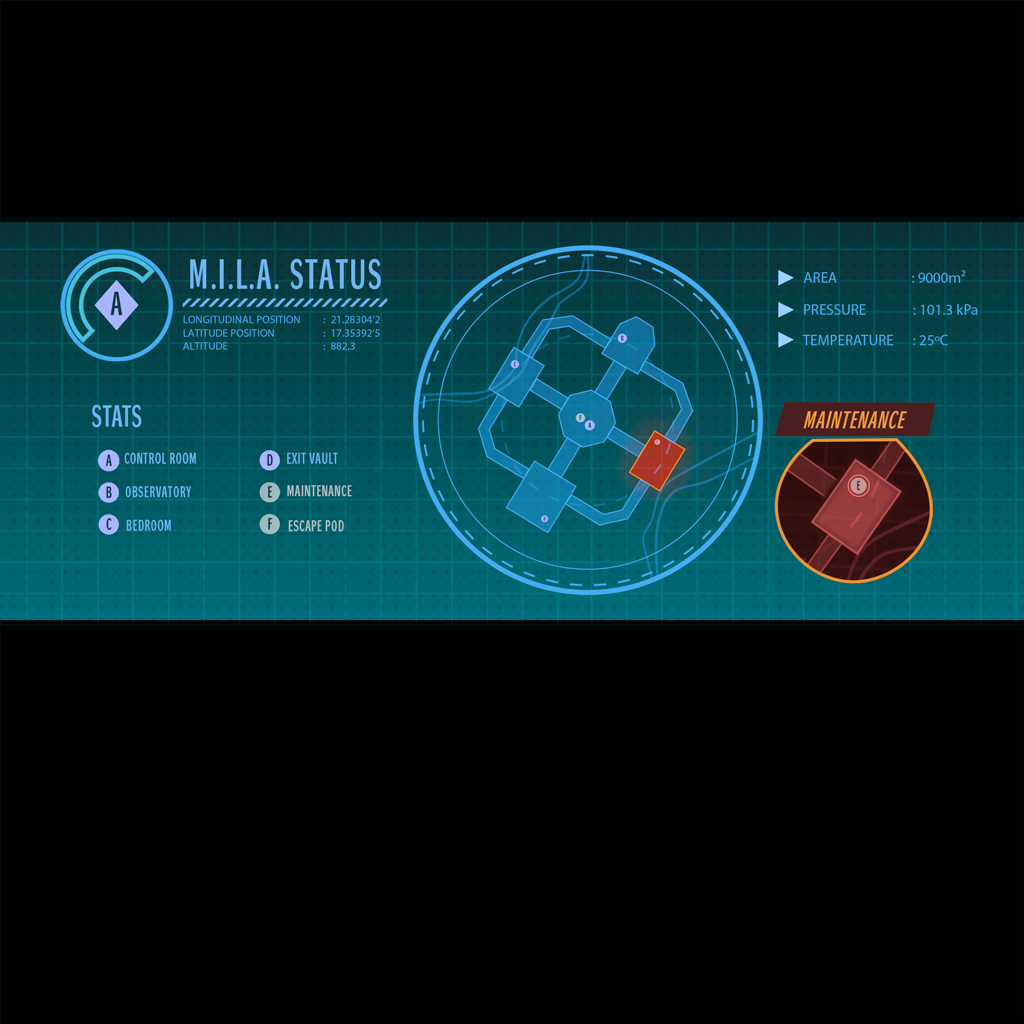 A
M.I.L.A. STATUS
LONGITUDINAL POSITION : 21.28304'2
LATITUDE POSITION : 17.35392'5
ALTITUDE : 882,3
STATS
A CONTROL ROOM
B OBSERVATORY
C BEDROOM
D EXIT VAULT
E MAINTENANCE
F ESCAPE POD
C
F
A
AREA : 9000m²
PRESSURE : 101.3 kPa
TEMPERATURE : 25ºC
MAINTENANCE
E